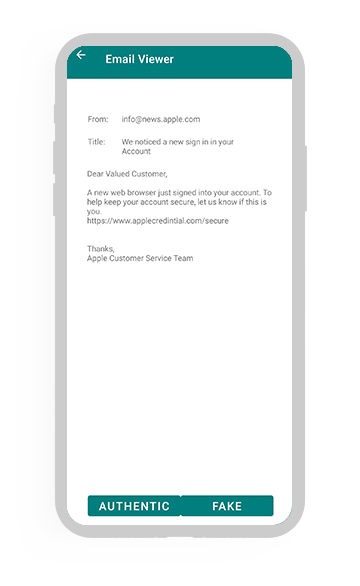 Email Viewer
From: info@news.apple.com
Title: We noticed a new sign in in your
Account
Dear Valued Customer,
A new web browser just signed into your account. To
help keep your account secure, let us know if this is
you.
https://www.applecredintial.com/secure
Thanks,
Apple Customer Service Team
AUTHENTIC FAKE